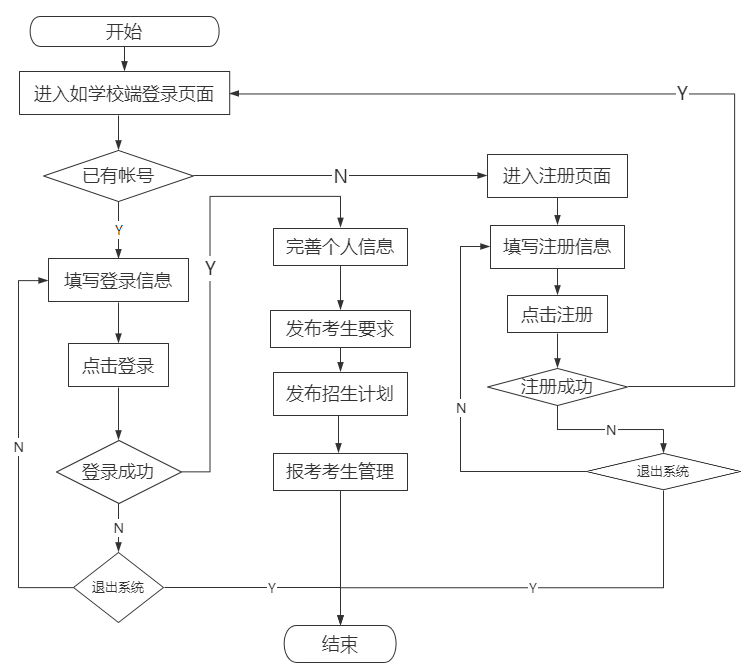 开始
进入如学校端登录页面
Y
已有帐号
N
进入注册页面
Y
填写登录信息
Y
完善个人信息
填写注册信息
点击登录
发布考生要求
点击注册
发布招生计划
注册成功
N
N
N
登录成功
报考考生管理
退出系统
N
退出系统
Y
Y
结束